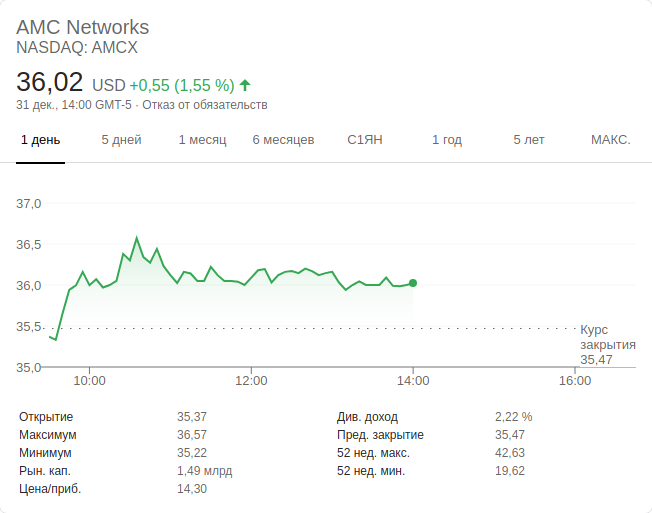 AMC Networks
NASDAQ: AMCX
36,02 USD +0,55 (1,55 %)
31 дек., 14:00 GMT-5 · Отказ от обязательств
1 день 5 дней 1 месяц 6 месяцев С1ЯН 1 год 5 лет МАКС.
37,0
36,5
36,0
35,5
Курс
закрытия
35,47
35,0
10:00 12:00 14:00 16:00
Открытие 35,37 Див. доход 2,22 %
Максимум 36,57 Пред. закрытие 35,47
Минимум 35,22 52 нед. макс. 42,63
Рын. кап. 1,49 млрд 52 нед. мин. 19,62
Цена/приб. 14,30